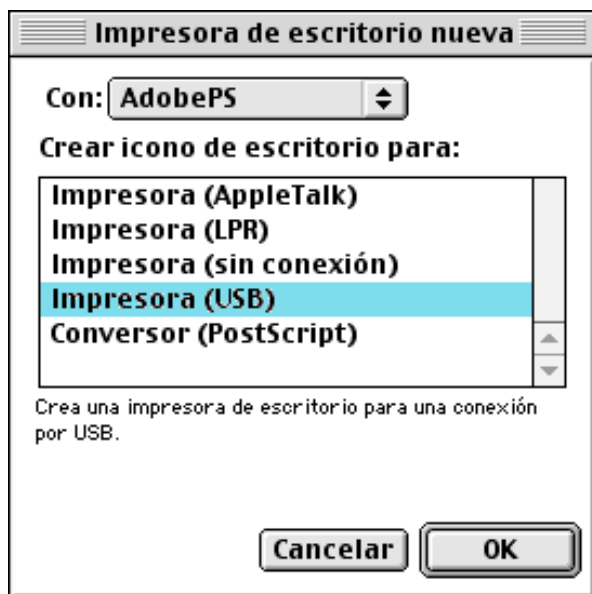 Impresora de escritorio nueva
Con: AdobePS
Crear icono de escritorio para:
Impresora (AppleTalk)
Impresora (LPR)
Impresora (sin conexión)
Impresora (USB)
Conversor (PostScript)
Crea una impresora de escritorio para una conexión
por USB.
Cancelar OK